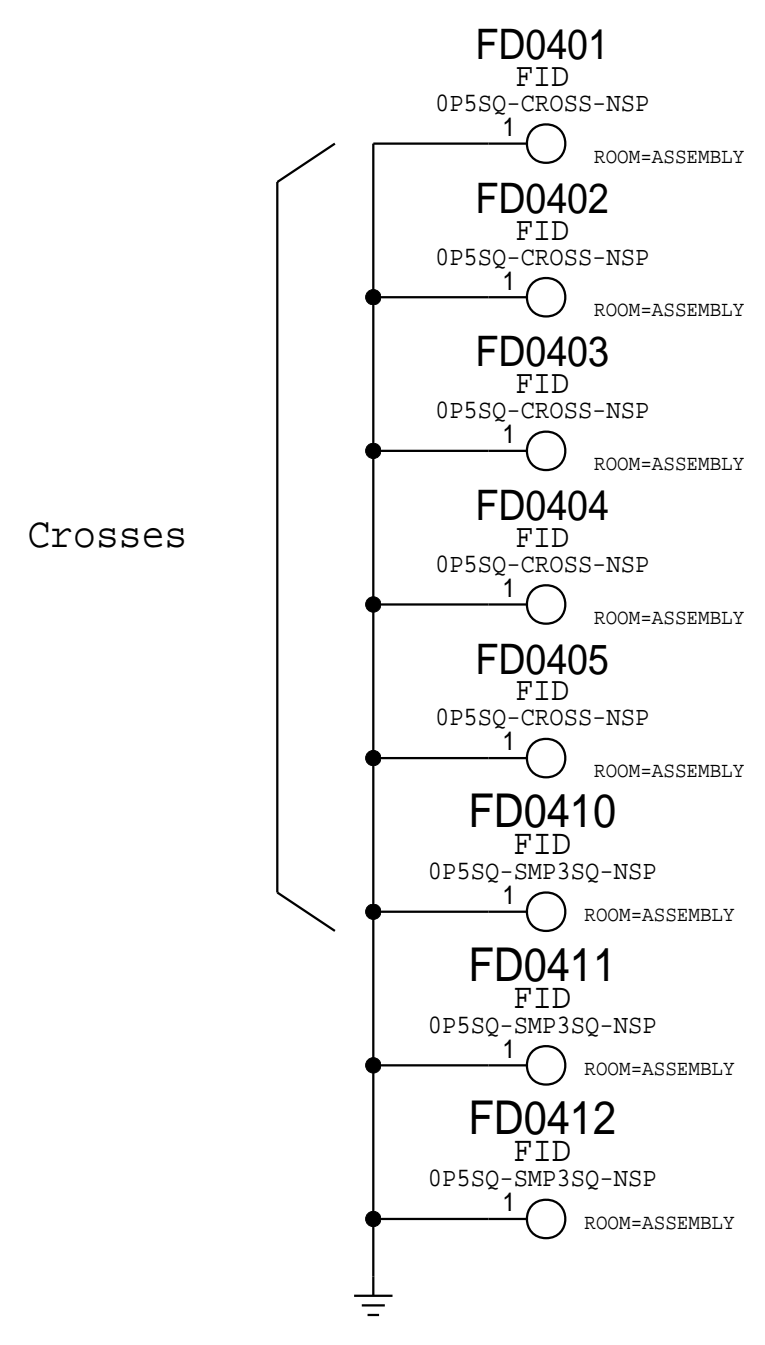 FD0401
FID
0P5SQ-CROSS-NSP
1
ROOM=ASSEMBLY
FD0402
FID
0P5SQ-CROSS-NSP
1
ROOM=ASSEMBLY
FD0403
FID
0P5SQ-CROSS-NSP
1
ROOM=ASSEMBLY
FD0404
FID
Crosses
0P5SQ-CROSS-NSP
1
ROOM=ASSEMBLY
FD0405
FID
0P5SQ-CROSS-NSP
1
ROOM=ASSEMBLY
FD0410
FID
0P5SQ-SMP3SQ-NSP
1
ROOM=ASSEMBLY
FD0411
FID
0P5SQ-SMP3SQ-NSP
1
ROOM=ASSEMBLY
FD0412
FID
0P5SQ-SMP3SQ-NSP
1
ROOM=ASSEMBLY